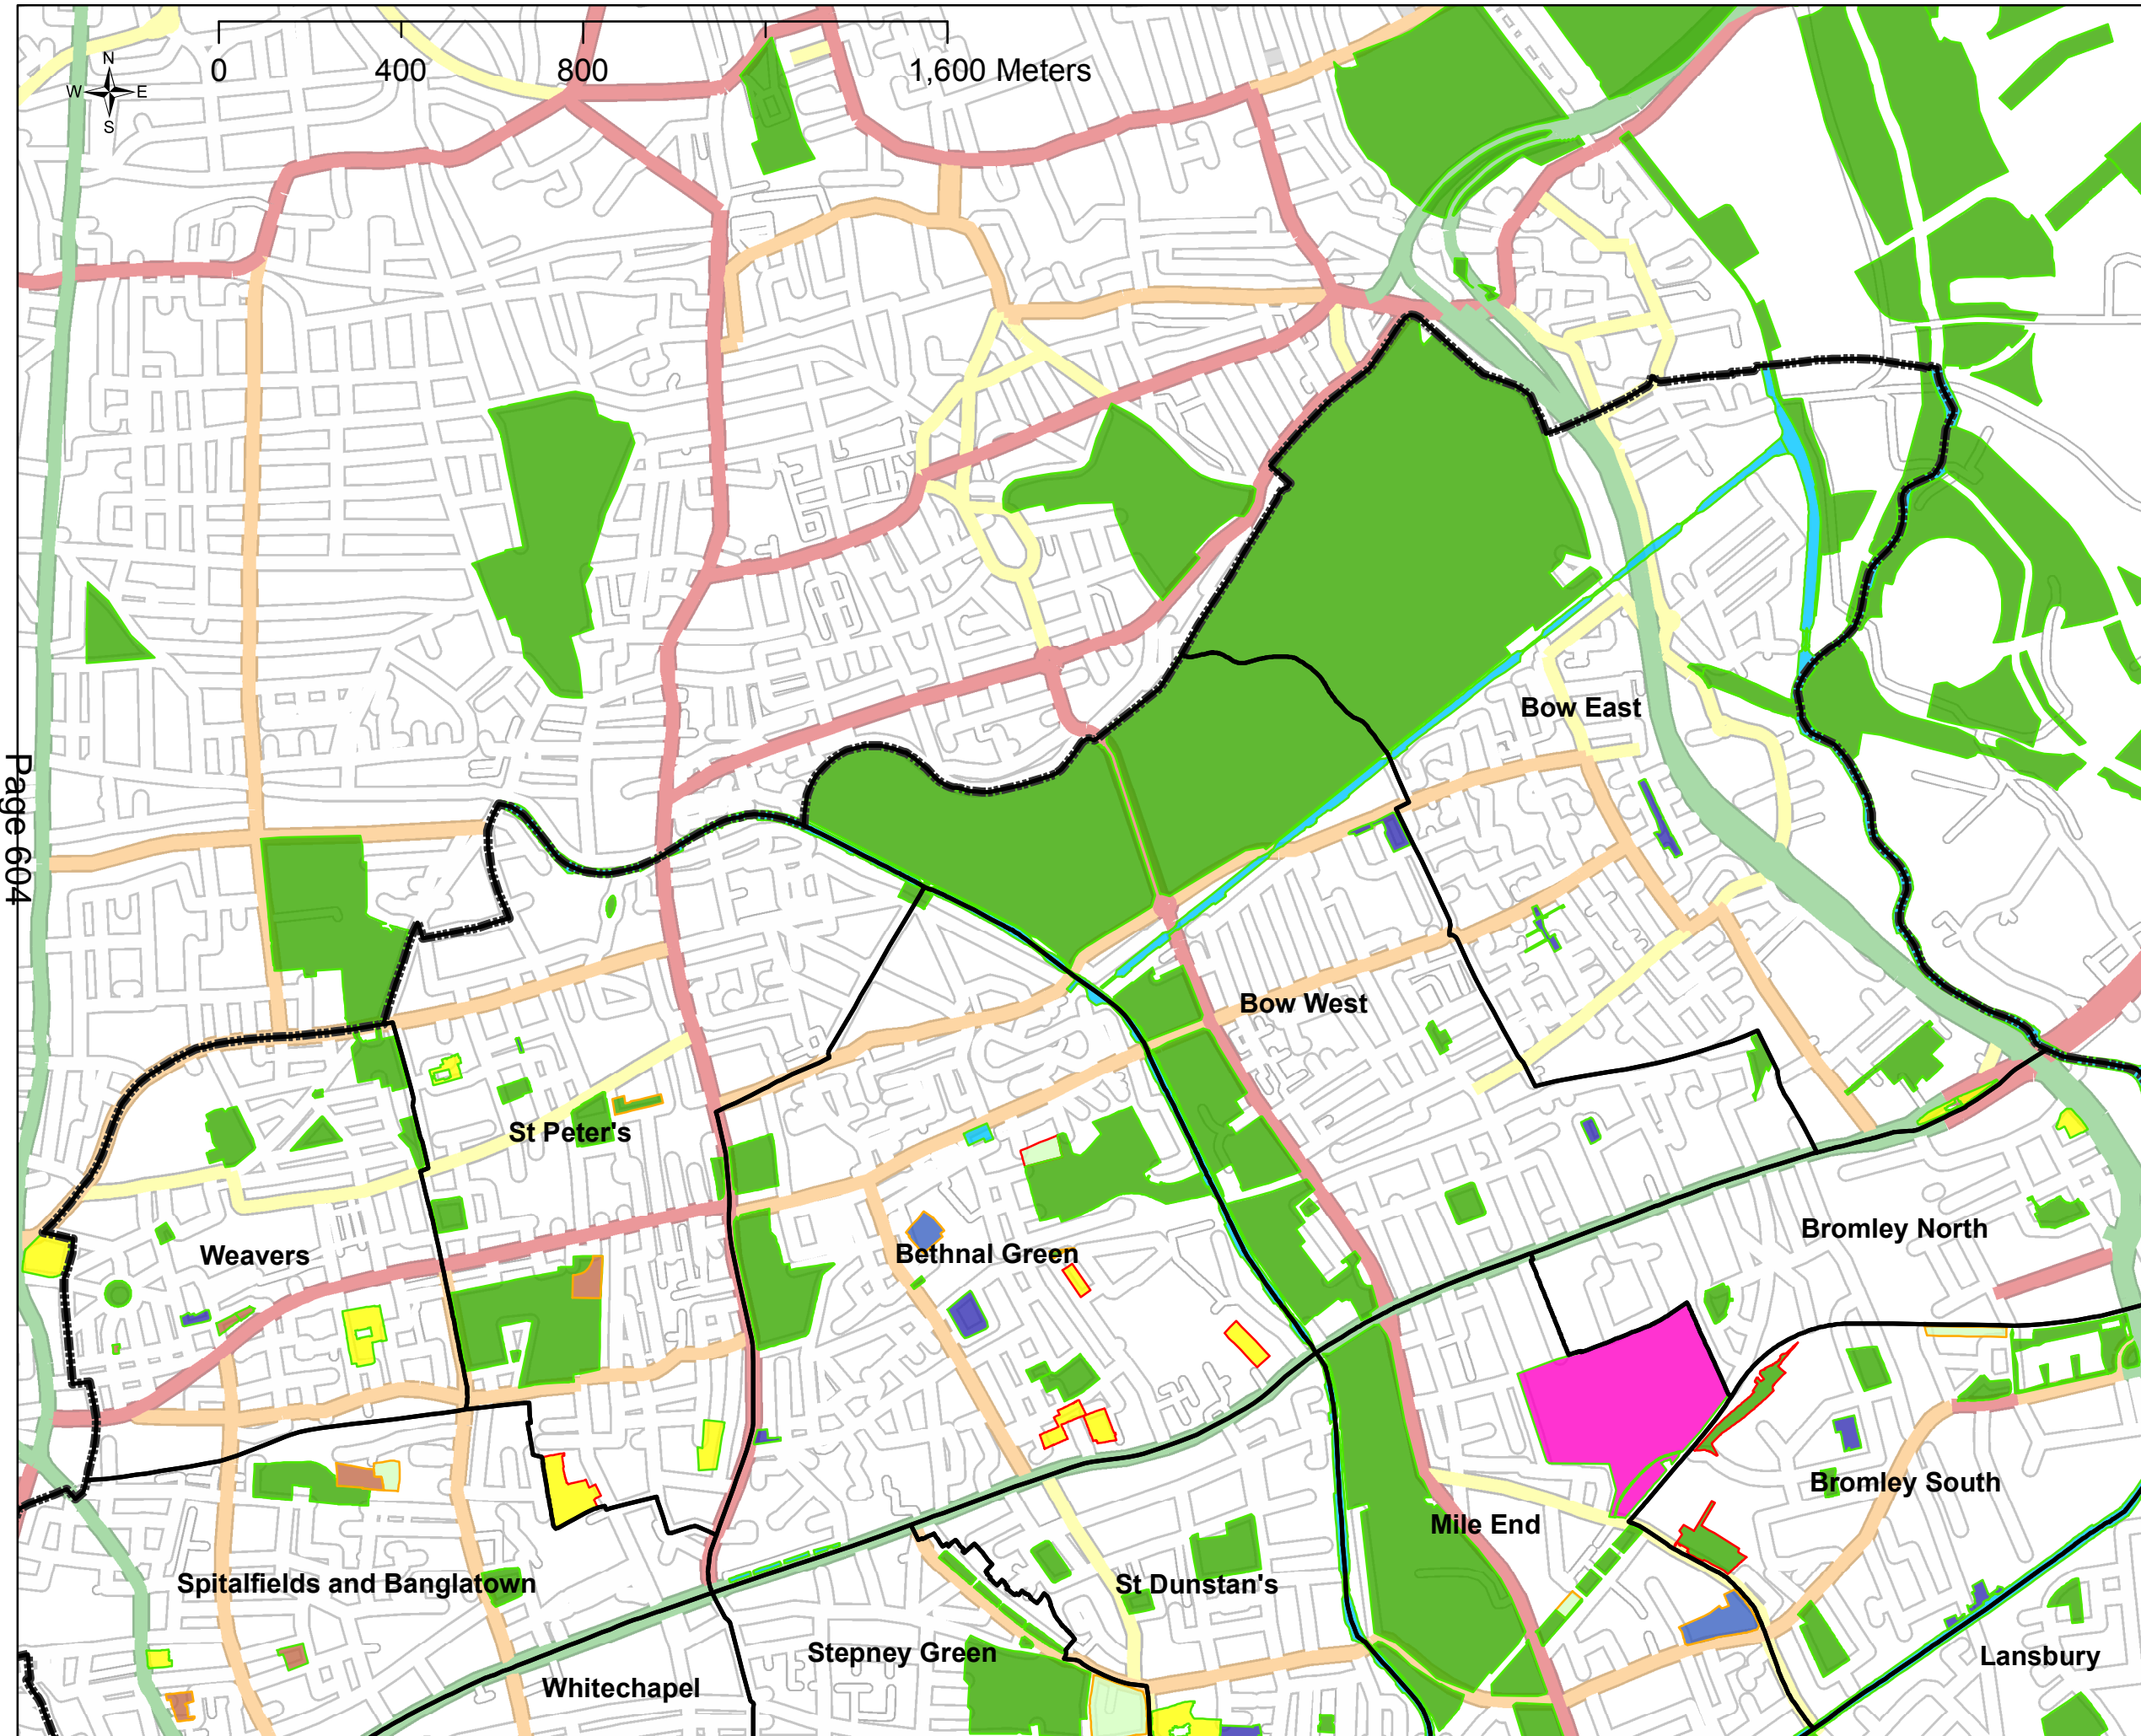 N
W E
S
0 400 800 1,600 Meters
Page 604
Bow East
Bow West
St Peter's
Weavers
Bethnal Green
Bromley North
Bromley South
Mile End
Spitalfields and Banglatown
St Dunstan's
Stepney Green
Lansbury
Whitechapel